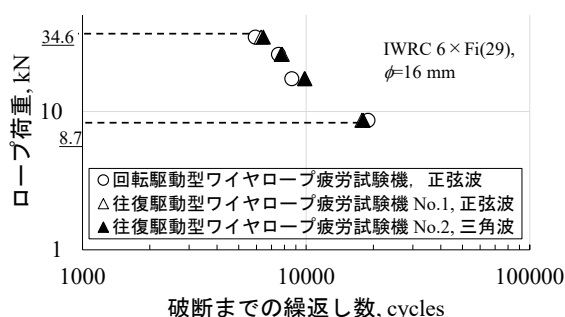 34.6
10
8.7
1
ロープ荷重, kN
IWRC 6×Fi(29),
ϕ=16 mm
○回転駆動型ワイヤロープ疲労試験機, 正弦波
△往復駆動型ワイヤロープ疲労試験機 No.1, 正弦波
▲往復駆動型ワイヤロープ疲労試験機 No.2, 三角波
1000
10000
100000
破断までの繰返し数, cycles